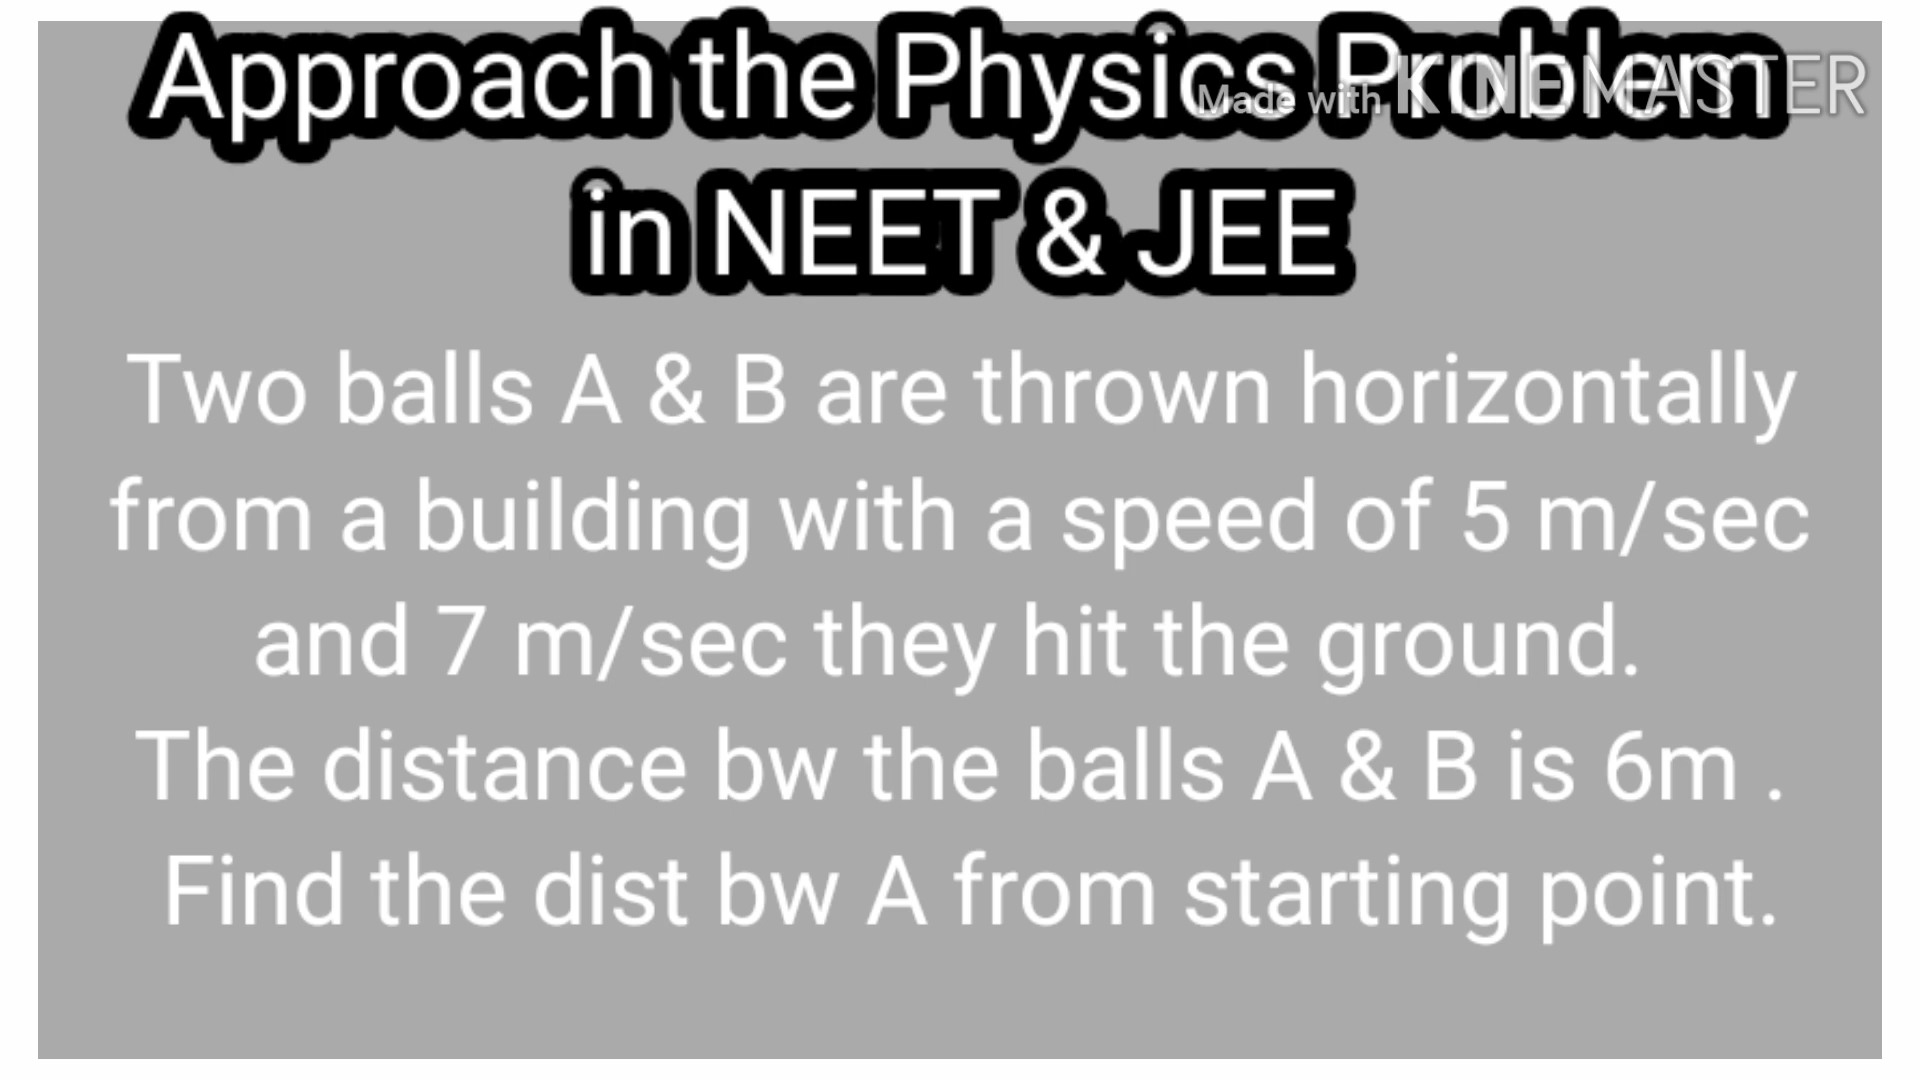 Approach the Physics Problem
Made with KINEMASTER
in NEET & JEE
Two balls A & B are thrown horizontally
from a building with a speed of 5 m/sec
and 7 m/sec they hit the ground.
The distance bw the balls A & B is 6m .
Find the dist bw A from starting point.